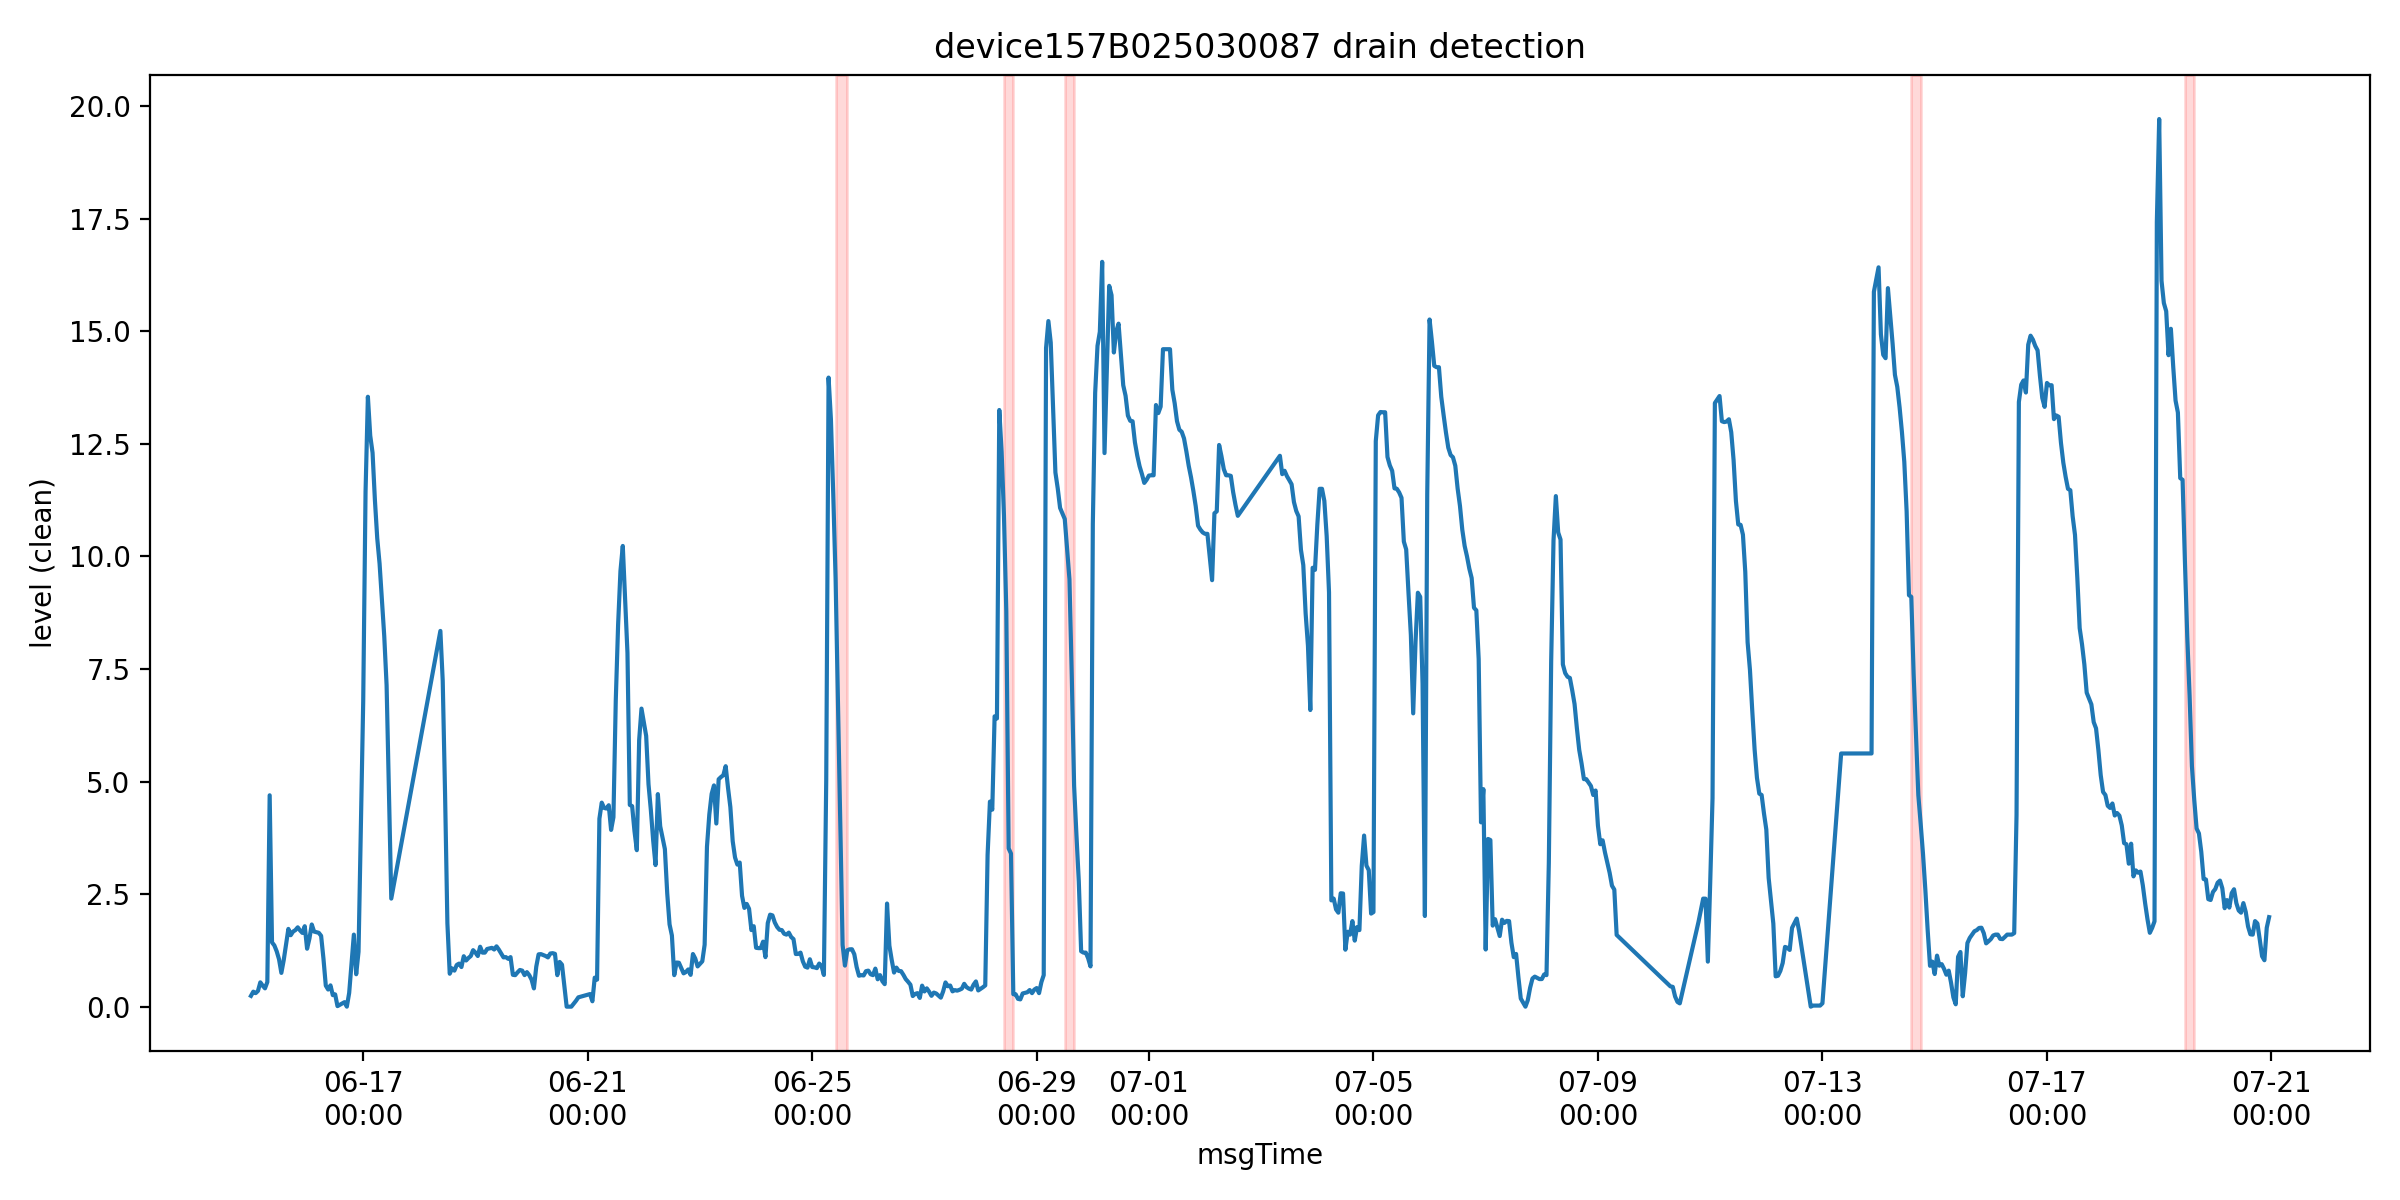 device157B025030087 drain detection
20.0
17.5
15.0
12.5
10.0
7.5
5.0
2.5
0.0
level (clean)
06-17 06-21 06-25 06-29 07-01 07-05 07-09 07-13 07-17 07-21
00:00 00:00 00:00 00:00 00:00 00:00 00:00 00:00 00:00 00:00
msgTime